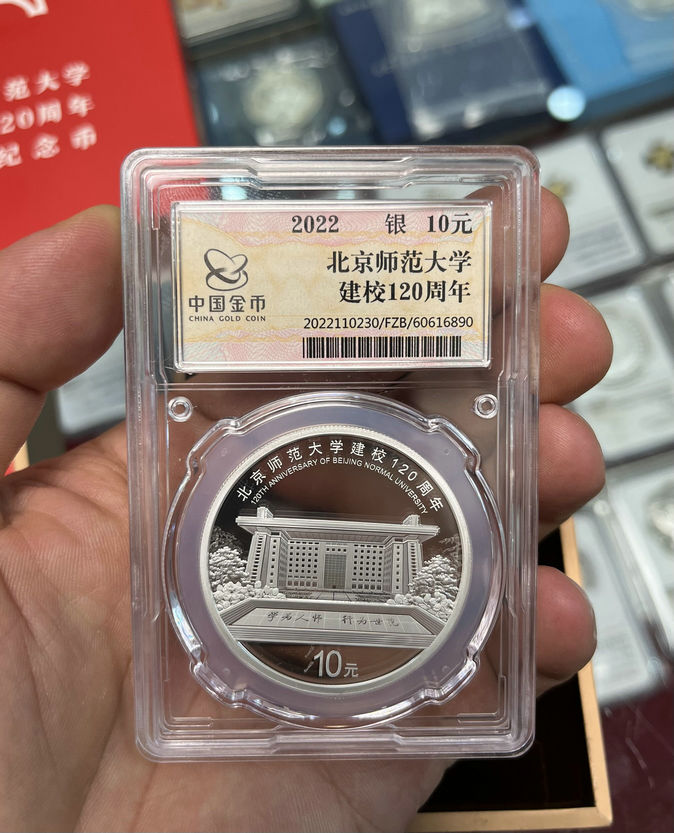 范大学
20周年
纪念币
2022 银 10元
中国金币
CHINA GOLD COIN
北京师范大学
建校120周年
2022110230/FZB/60616890
北京师范大学建校120周年
120TH ANNIVERSARY OF BEIJING NORMAL UNIVERSITY
学为人师 行为世范
10元